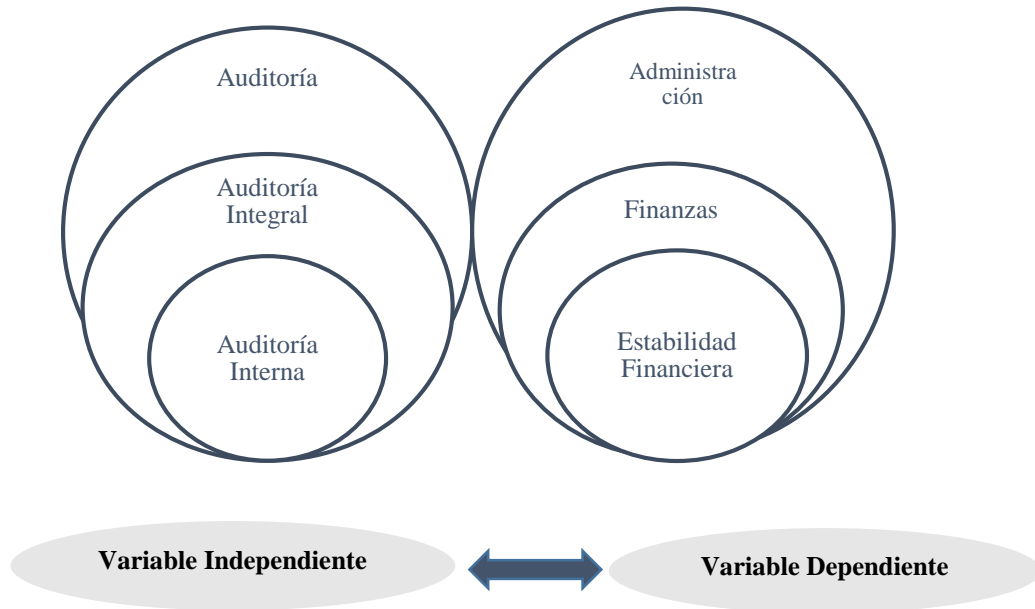 Auditoría
Auditoría
Integral
Auditoría
Interna
Administra
ción
Finanzas
Estabilidad
Financiera
Variable Independiente
Variable Dependiente